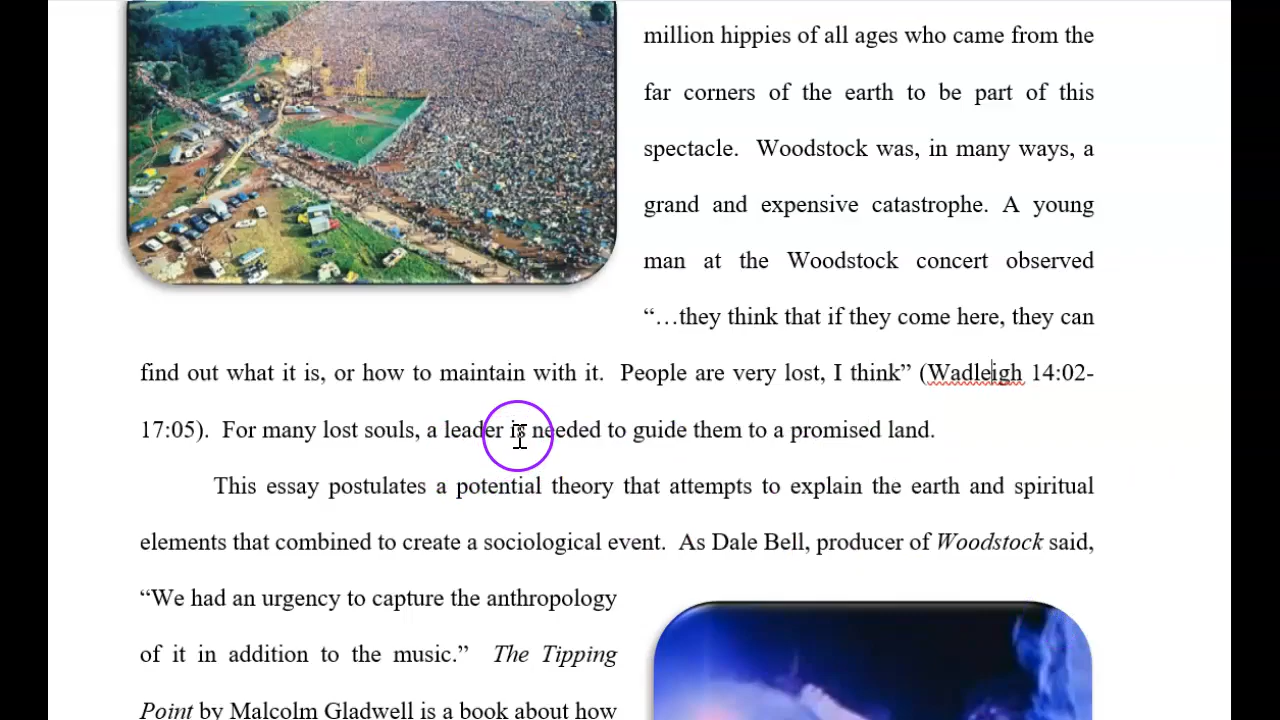 million hippies of all ages who came from the
far corners of the earth to be part of this
spectacle.  Woodstock was, in many ways, a
grand and expensive catastrophe. A young
man at the Woodstock concert observed
“…they think that if they come here, they can
find out what it is, or how to maintain with it.  People are very lost, I think” (Wadleigh 14:02-
17:05).  For many lost souls, a leader is needed to guide them to a promised land.
This essay postulates a potential theory that attempts to explain the earth and spiritual
elements that combined to create a sociological event.  As Dale Bell, producer of Woodstock said,
“We had an urgency to capture the anthropology
of it in addition to the music.”  The Tipping
Point by Malcolm Gladwell is a book about how